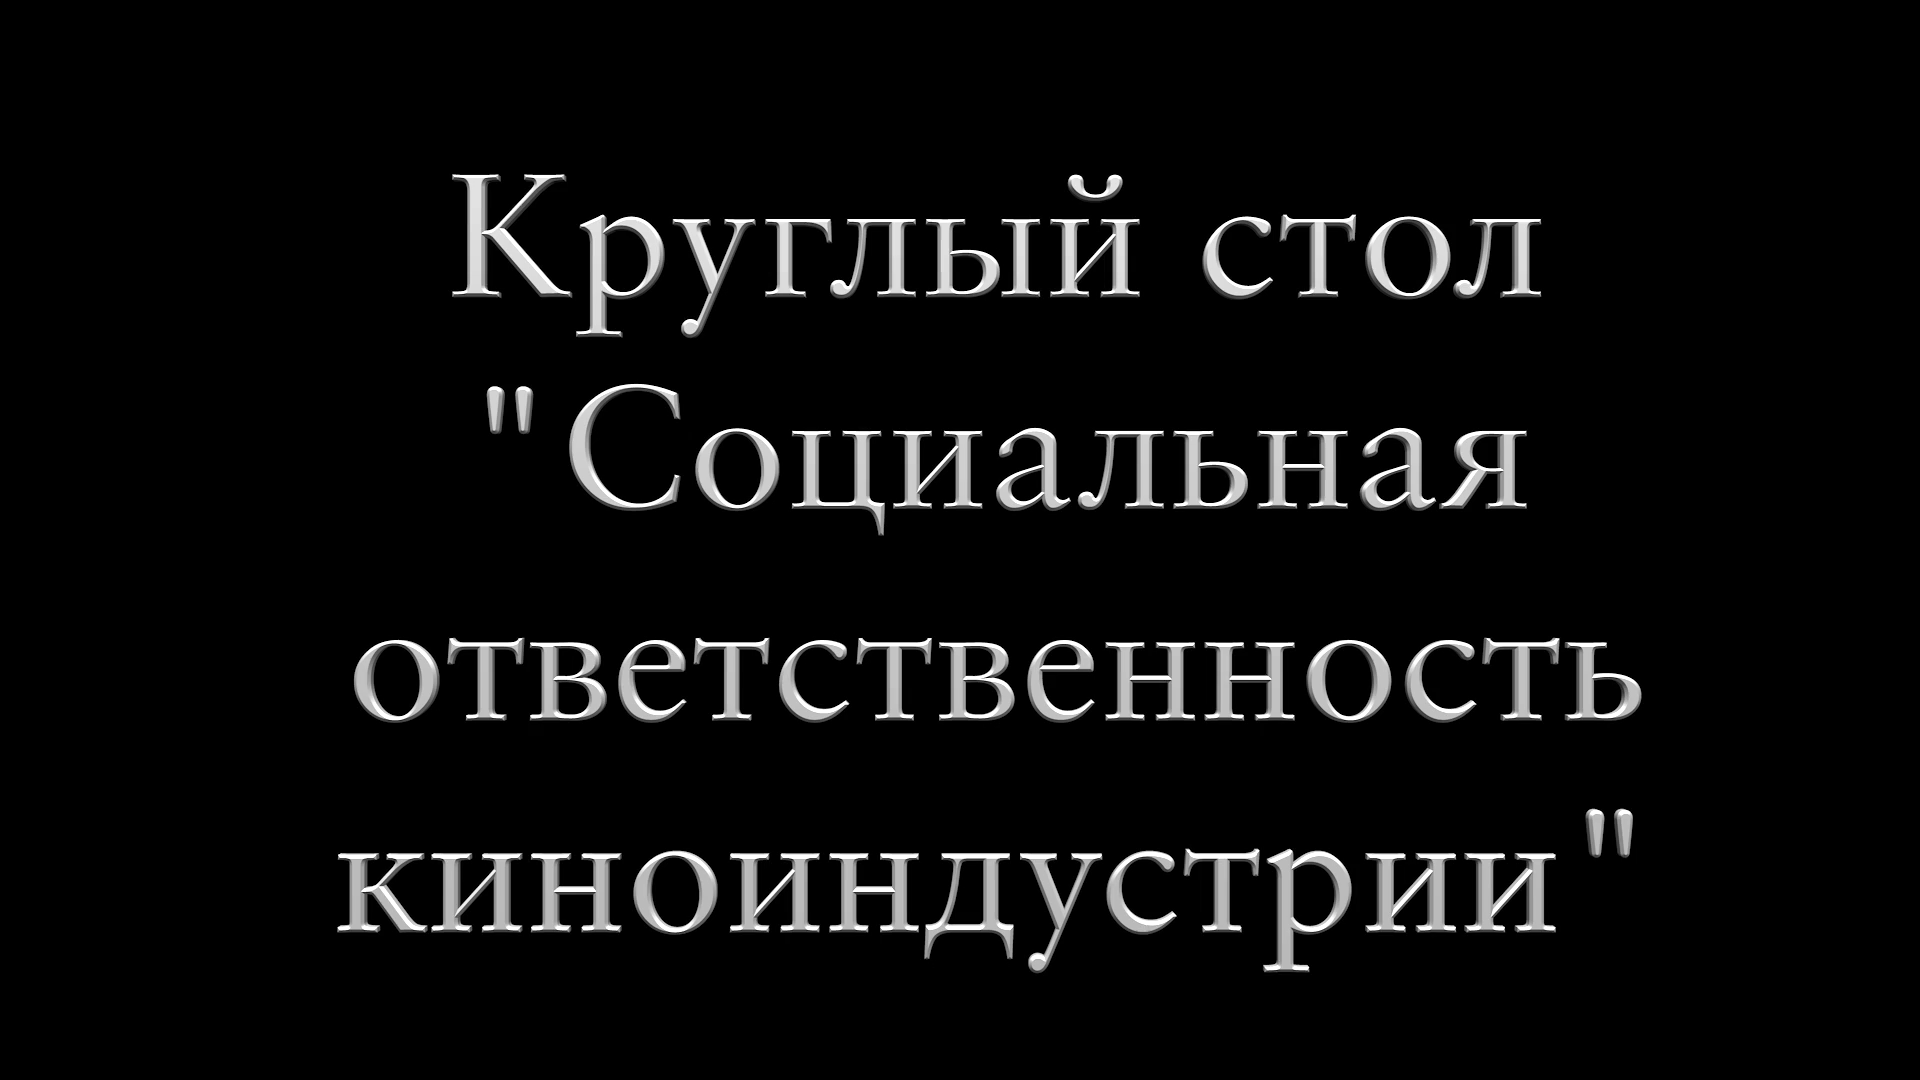 Круглый стол
"Социальная
ответственность
киноиндустрии"